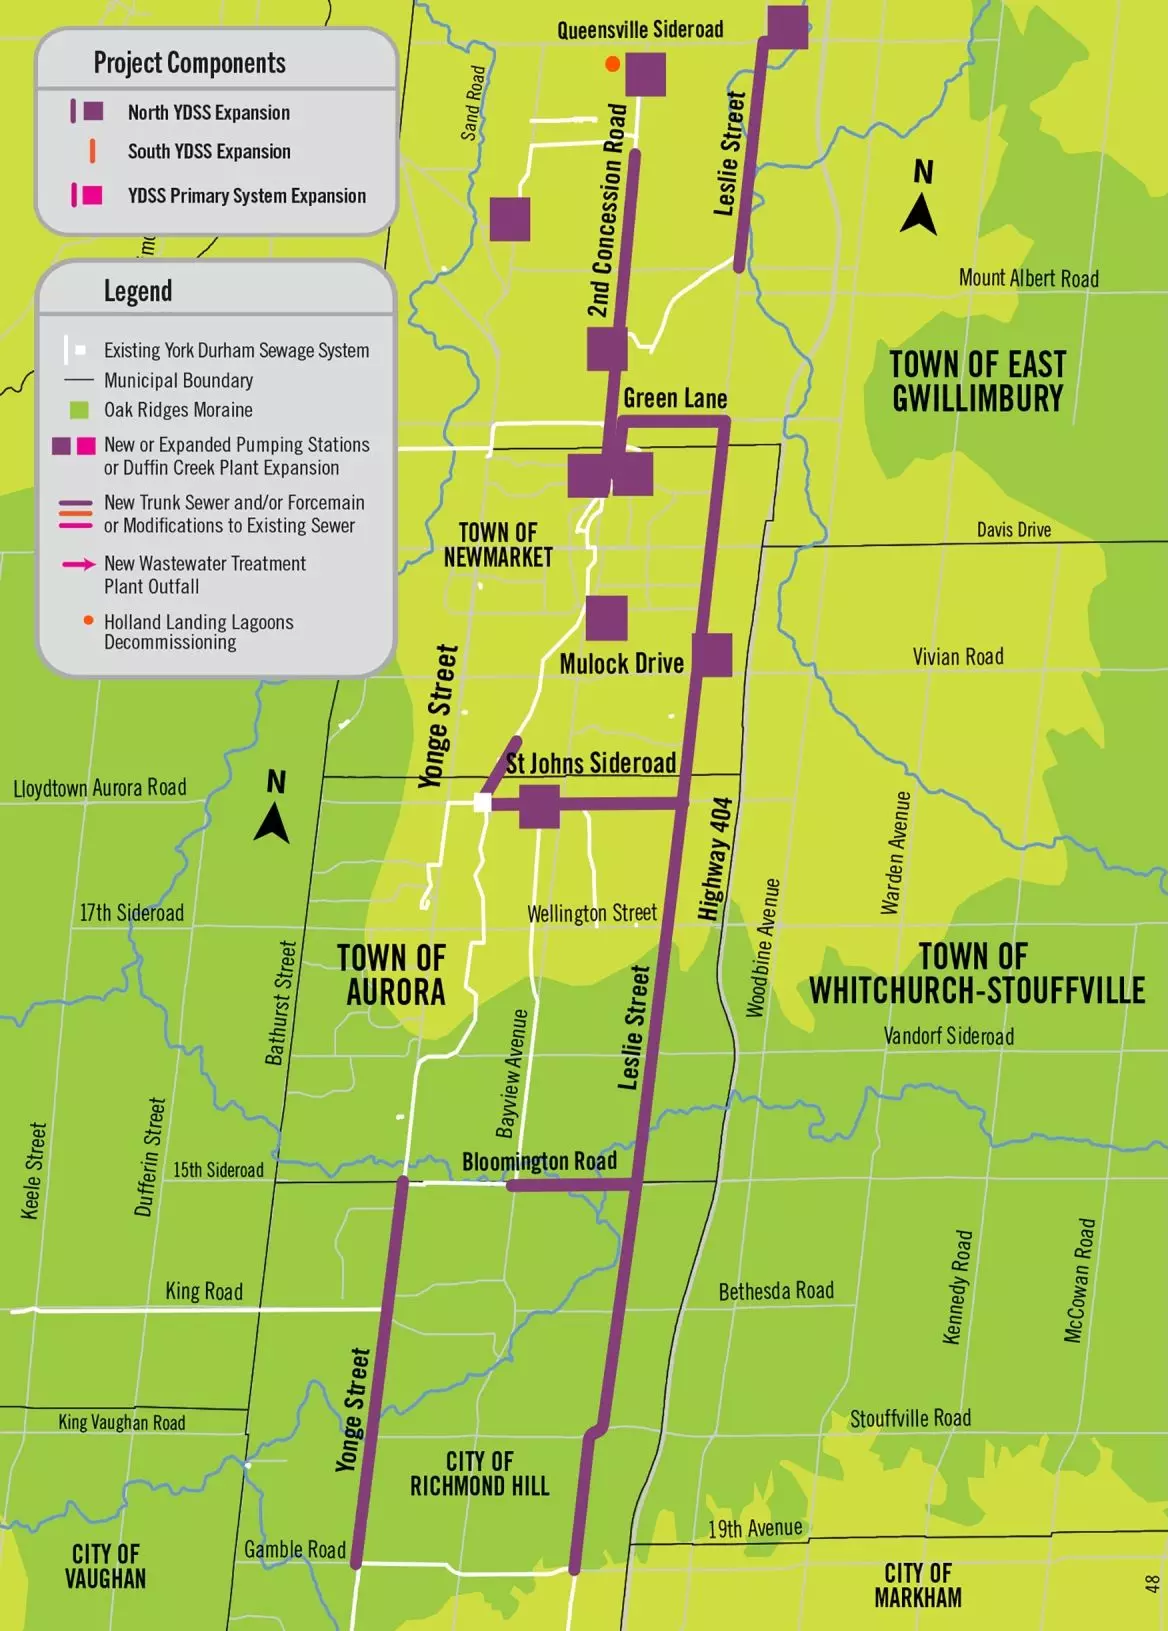 Project Components
North YDSS Expansion
South YDSS Expansion
YDSS Primary System Expansion
Legend
Existing York Durham Sewage System
Municipal Boundary
Oak Ridges Moraine
New or Expanded Pumping Stations
or Duffin Creek Plant Expansion
New Trunk Sewer and/or Forcemain
or Modifications to Existing Sewer
New Wastewater Treatment
Plant Outfall
Holland Landing Lagoons
Decommissioning
Queensville Sideroad
Sand Road
2nd Concession Road
Leslie Street
N
Mount Albert Road
TOWN OF EAST
GWILLIMBURY
Green Lane
TOWN OF
NEWMARKET
Davis Drive
Mulock Drive
Vivian Road
Yonge Street
St Johns Sideroad
Lloydtown Aurora Road
N
Highway 404
Warden Avenue
17th Sideroad
Wellington Street
Woodbine Avenue
TOWN OF
AURORA
TOWN OF
WHITCHURCH-STOUFFVILLE
Bathurst Street
Leslie Street
Vandorf Sideroad
Bayview Avenue
Keele Street
Dufferin Street
15th Sideroad
Bloomington Road
King Road
Bethesda Road
Kennedy Road
McCowan Road
Yonge Street
King Vaughan Road
Stouffville Road
CITY OF
RICHMOND HILL
19th Avenue
Gamble Road
CITY OF
VAUGHAN
CITY OF
MARKHAM
48